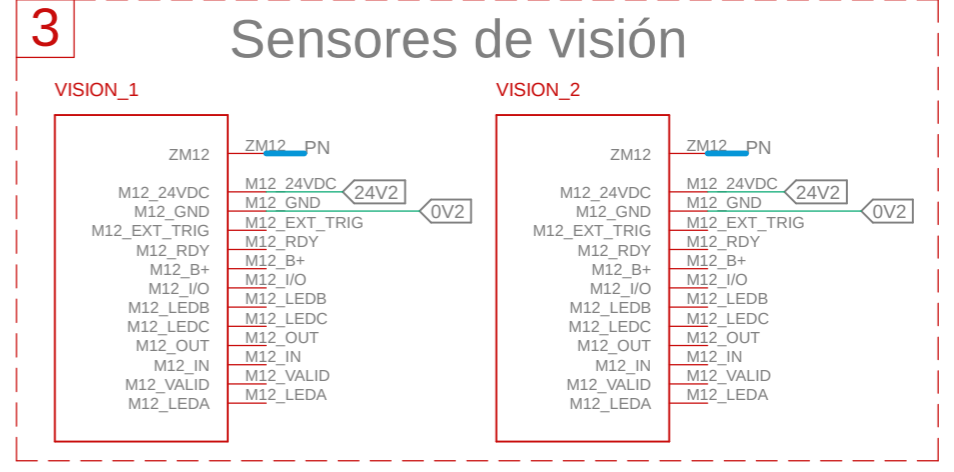 3
Sensores de visión
VISION_1
ZM12 ZM12 PN
M12_24VDC M12_24VDC 24V2
M12_GND M12_GND 0V2
M12_EXT_TRIG M12_EXT_TRIG
M12_RDY M12_RDY
M12_B+ M12_B+
M12_I/O M12_I/O
M12_LEDB M12_LEDB
M12_LEDC M12_LEDC
M12_OUT M12_OUT
M12_IN M12_IN
M12_VALID M12_VALID
M12_LEDA M12_LEDA
VISION_2
ZM12 ZM12 PN
M12_24VDC M12_24VDC 24V2
M12_GND M12_GND 0V2
M12_EXT_TRIG M12_EXT_TRIG
M12_RDY M12_RDY
M12_B+ M12_B+
M12_I/O M12_I/O
M12_LEDB M12_LEDB
M12_LEDC M12_LEDC
M12_OUT M12_OUT
M12_IN M12_IN
M12_VALID M12_VALID
M12_LEDA M12_LEDA